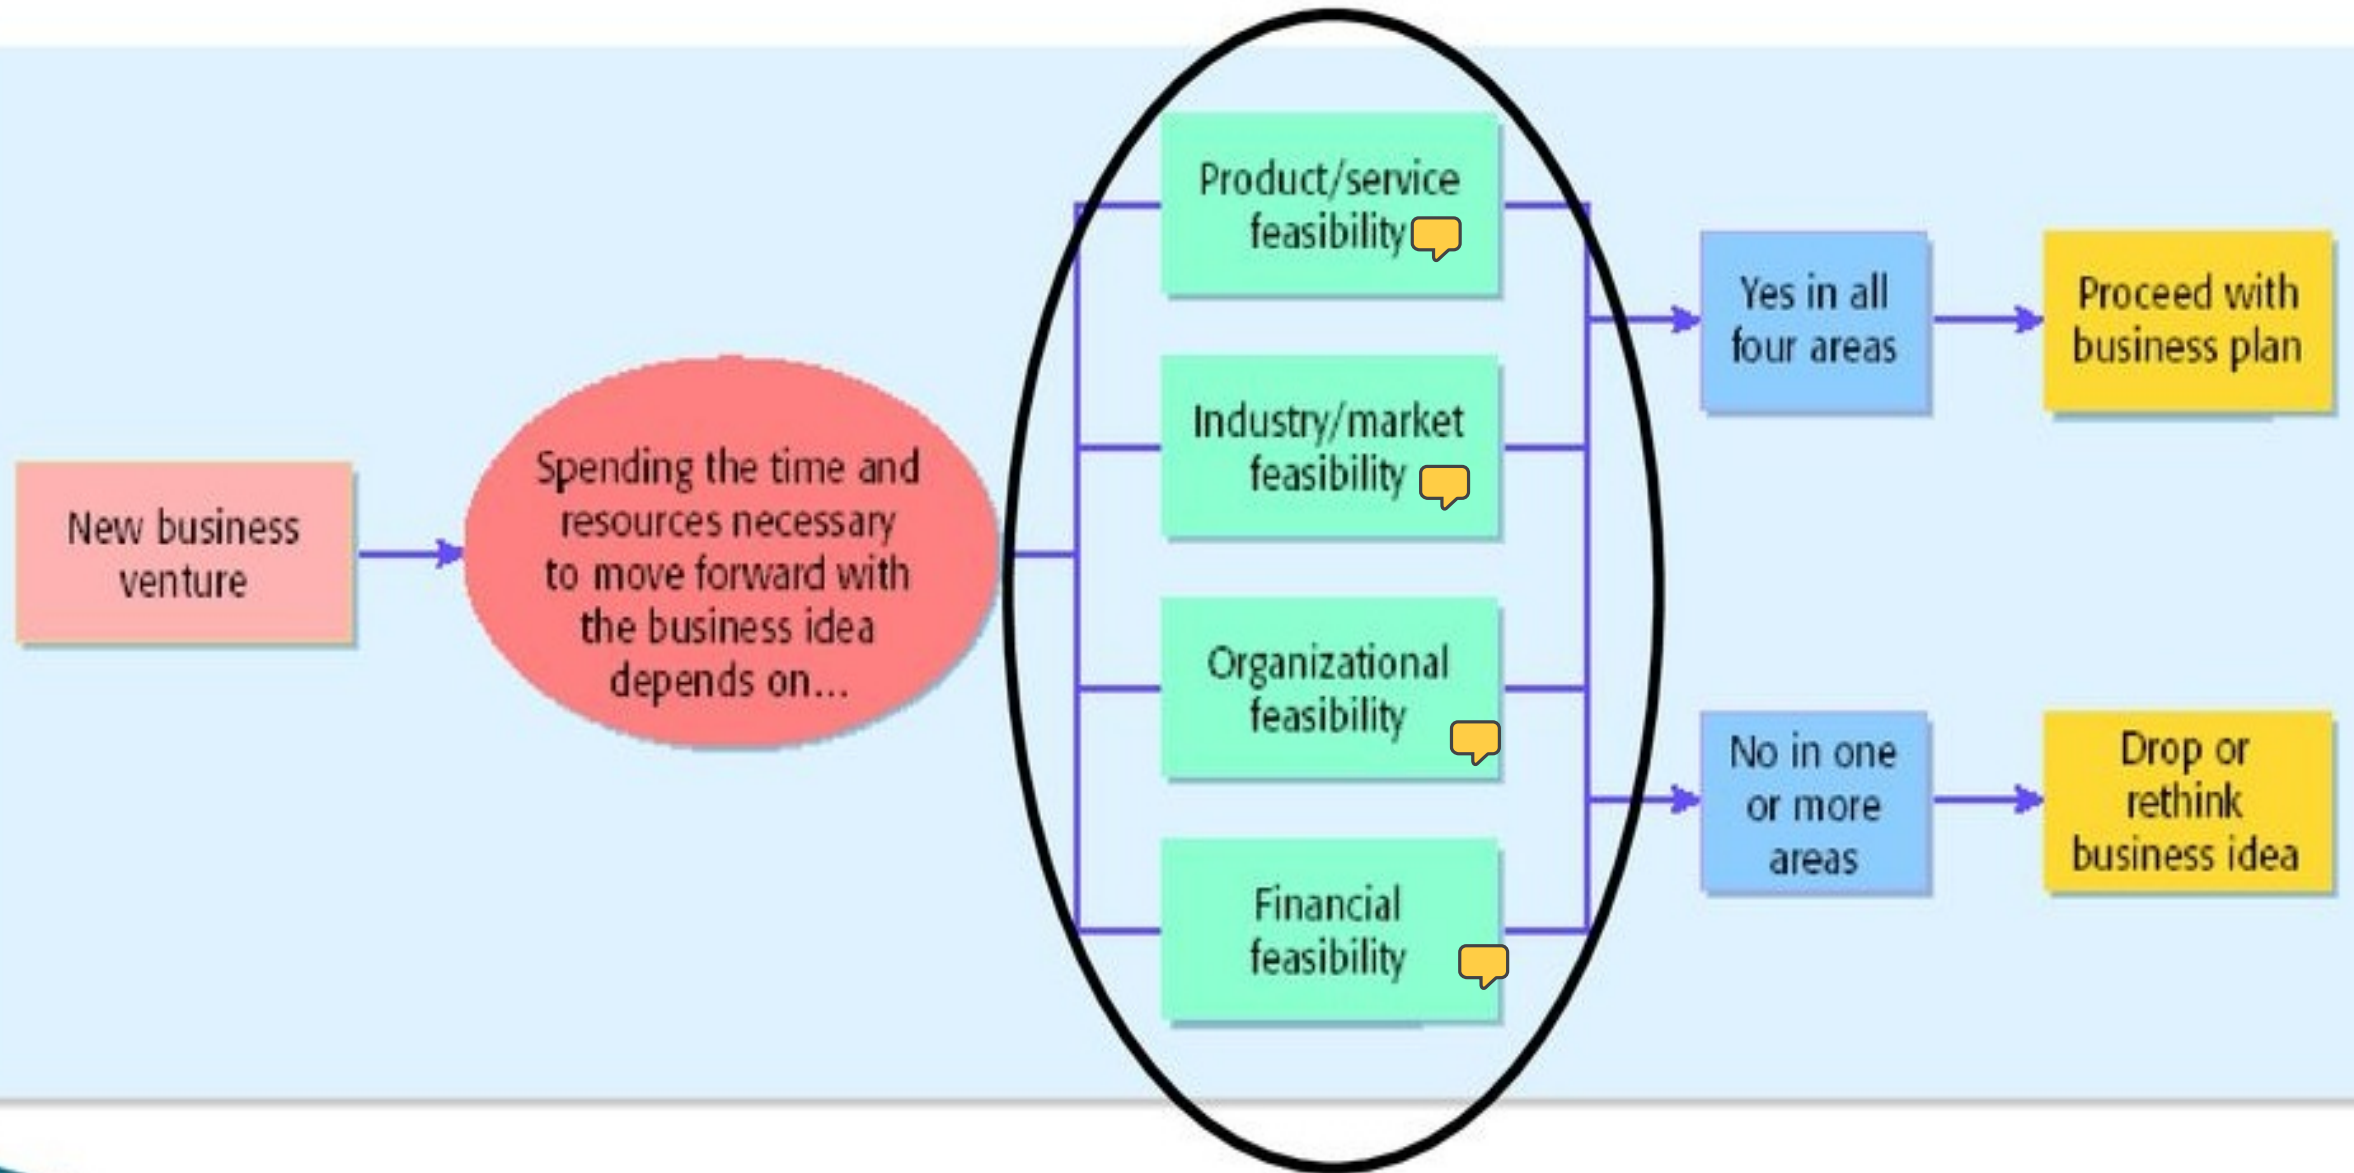 New business
venture
Spending the time and
resources necessary
to move forward with
the business idea
depends on...
Product/service
feasibility
Industry/market
feasibility
Organizational
feasibility
Financial
feasibility
Yes in all
four areas
Proceed with
business plan
No in one
or more
areas
Drop or
rethink
business idea